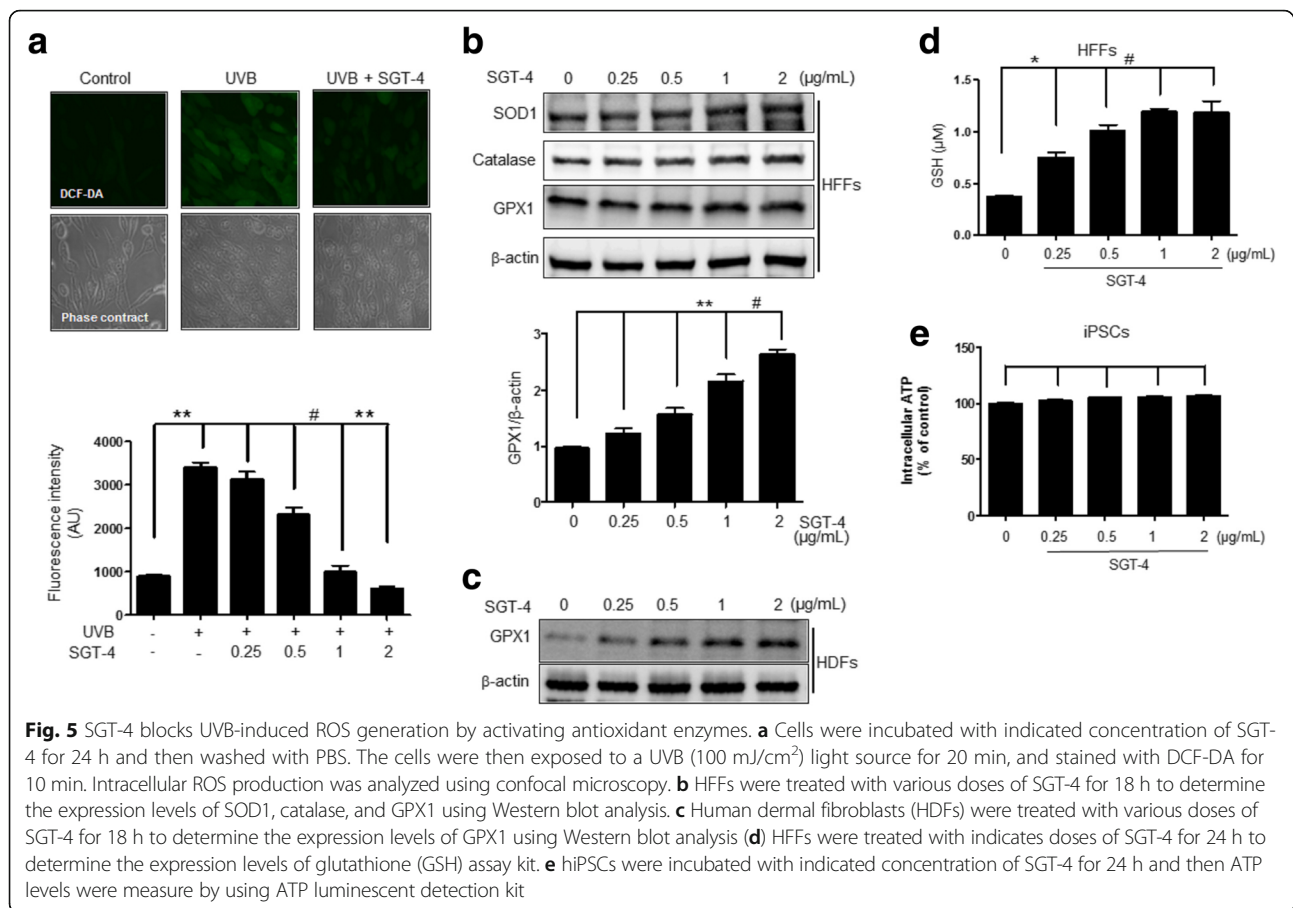 a
Control UVB UVB + SGT-4
DCF-DA
Phase contract
** # **
Fluorescence intensity
(AU)
4000
3000
2000
1000
0
UVB - + + + + +
SGT-4 - - 0.25 0.5 1 2
b
SGT-4 0 0.25 0.5 1 2 (µg/mL)
SOD1
Catalase
GPX1
β-actin
HFFs
** #
GPX1/β-actin
3
2
1
0
0 0.25 0.5 1 2 SGT-4
(µg/mL)
c
SGT-4 0 0.25 0.5 1 2 (µg/mL)
GPX1
β-actin
HDFs
d
HFFs
* #
GSH (µM)
1.5
1.0
0.5
0.0
0 0.25 0.5 1 2 (µg/mL)
SGT-4
e
iPSCs
Intracellular ATP
(% of control)
150
100
50
0
0 0.25 0.5 1 2 (µg/mL)
SGT-4
Fig. 5 SGT-4 blocks UVB-induced ROS generation by activating antioxidant enzymes. a Cells were incubated with indicated concentration of SGT-
4 for 24 h and then washed with PBS. The cells were then exposed to a UVB (100 mJ/cm²) light source for 20 min, and stained with DCF-DA for
10 min. Intracellular ROS production was analyzed using confocal microscopy. b HFFs were treated with various doses of SGT-4 for 18 h to determine
the expression levels of SOD1, catalase, and GPX1 using Western blot analysis. c Human dermal fibroblasts (HDFs) were treated with various doses of
SGT-4 for 18 h to determine the expression levels of GPX1 using Western blot analysis (d) HFFs were treated with indicates doses of SGT-4 for 24 h to
determine the expression levels of glutathione (GSH) assay kit. e hiPSCs were incubated with indicated concentration of SGT-4 for 24 h and then ATP
levels were measure by using ATP luminescent detection kit